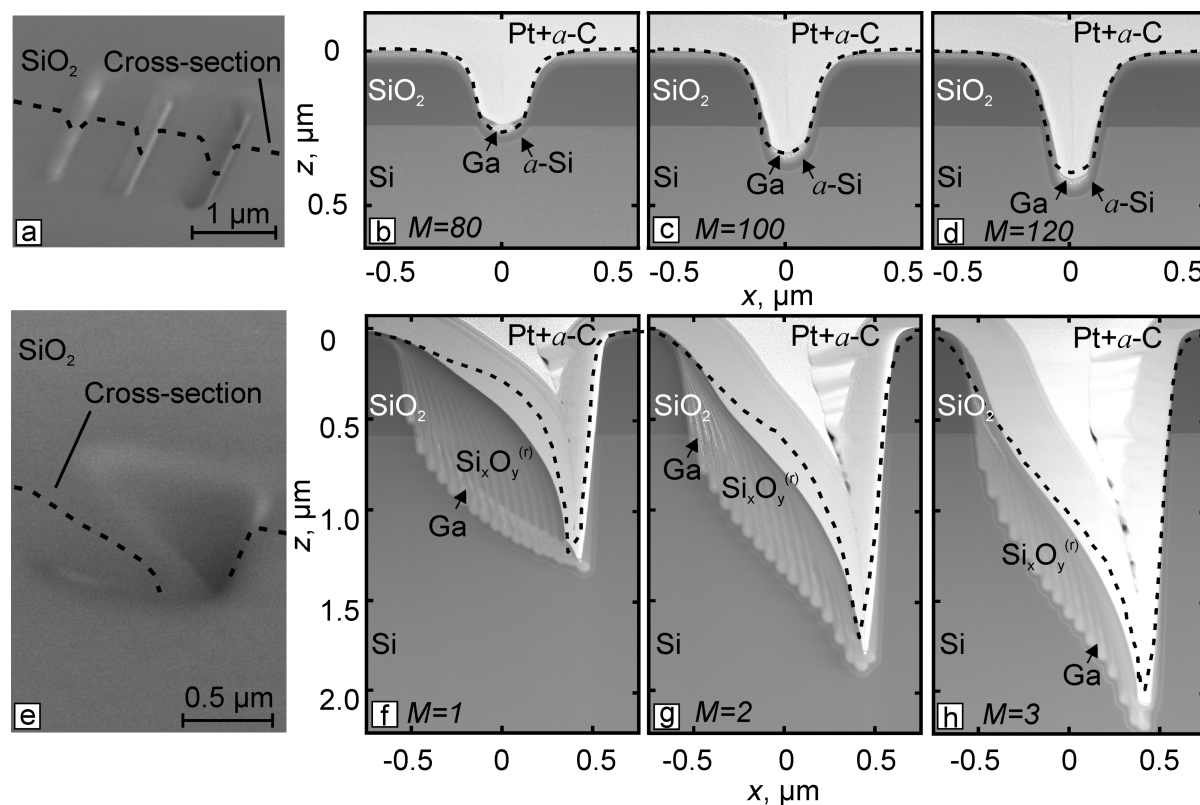 SiO2
Cross-section
a
1 µm
z, µm
0
0.5
Pt+a-C
SiO2
Ga
a-Si
Si
b M=80
-0.5 0 0.5
Pt+a-C
SiO2
Ga
a-Si
Si
c M=100
-0.5 0 0.5
Pt+a-C
SiO2
Ga
a-Si
Si
d M=120
-0.5 0 0.5
x, µm
SiO2
Cross-section
e
0.5 µm
z, µm
0
0.5
1.0
1.5
2.0
Pt+a-C
SiO2
SixOy(r)
Ga
Si
f M=1
-0.5 0 0.5
Pt+a-C
SiO2
Ga
SixOy(r)
Si
g M=2
-0.5 0 0.5
Pt+a-C
SiO2
SixOy(r)
Ga
Si
h M=3
-0.5 0 0.5
x, µm